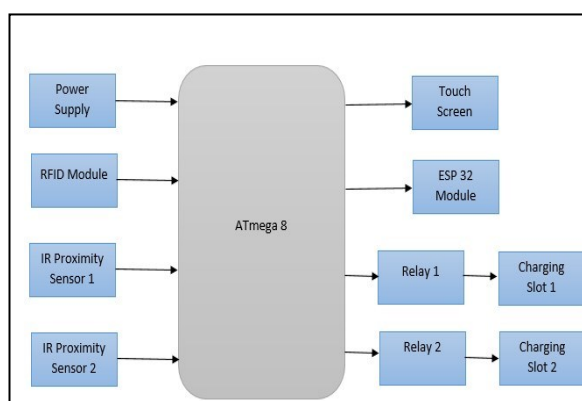 Power
Supply
RFID Module
IR Proximity
Sensor 1
IR Proximity
Sensor 2
ATmega 8
Touch
Screen
ESP 32
Module
Relay 1
Charging
Slot 1
Relay 2
Charging
Slot 2